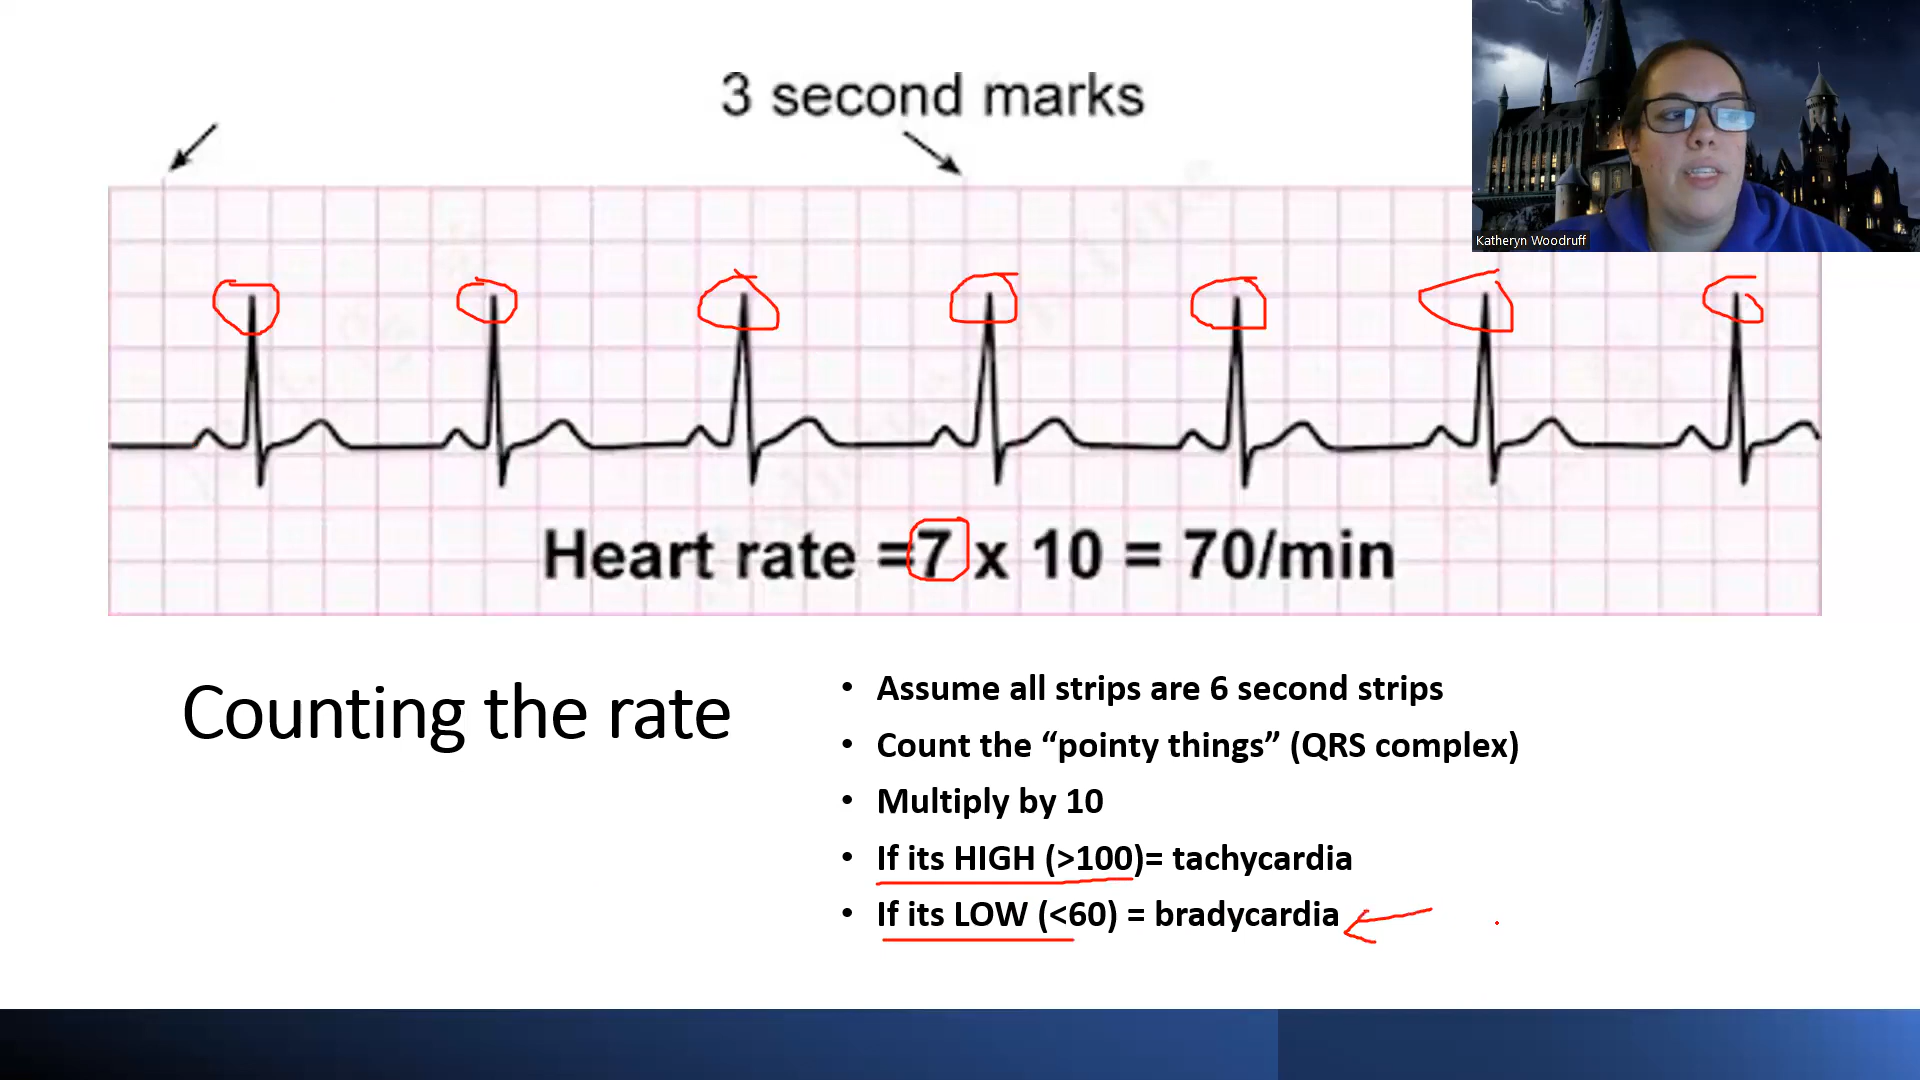 3 second marks
Katheryn Woodruff
Heart rate =7 x 10 = 70/min
Counting the rate
• Assume all strips are 6 second strips
• Count the “pointy things” (QRS complex)
• Multiply by 10
• If its HIGH (>100)= tachycardia
• If its LOW (<60) = bradycardia